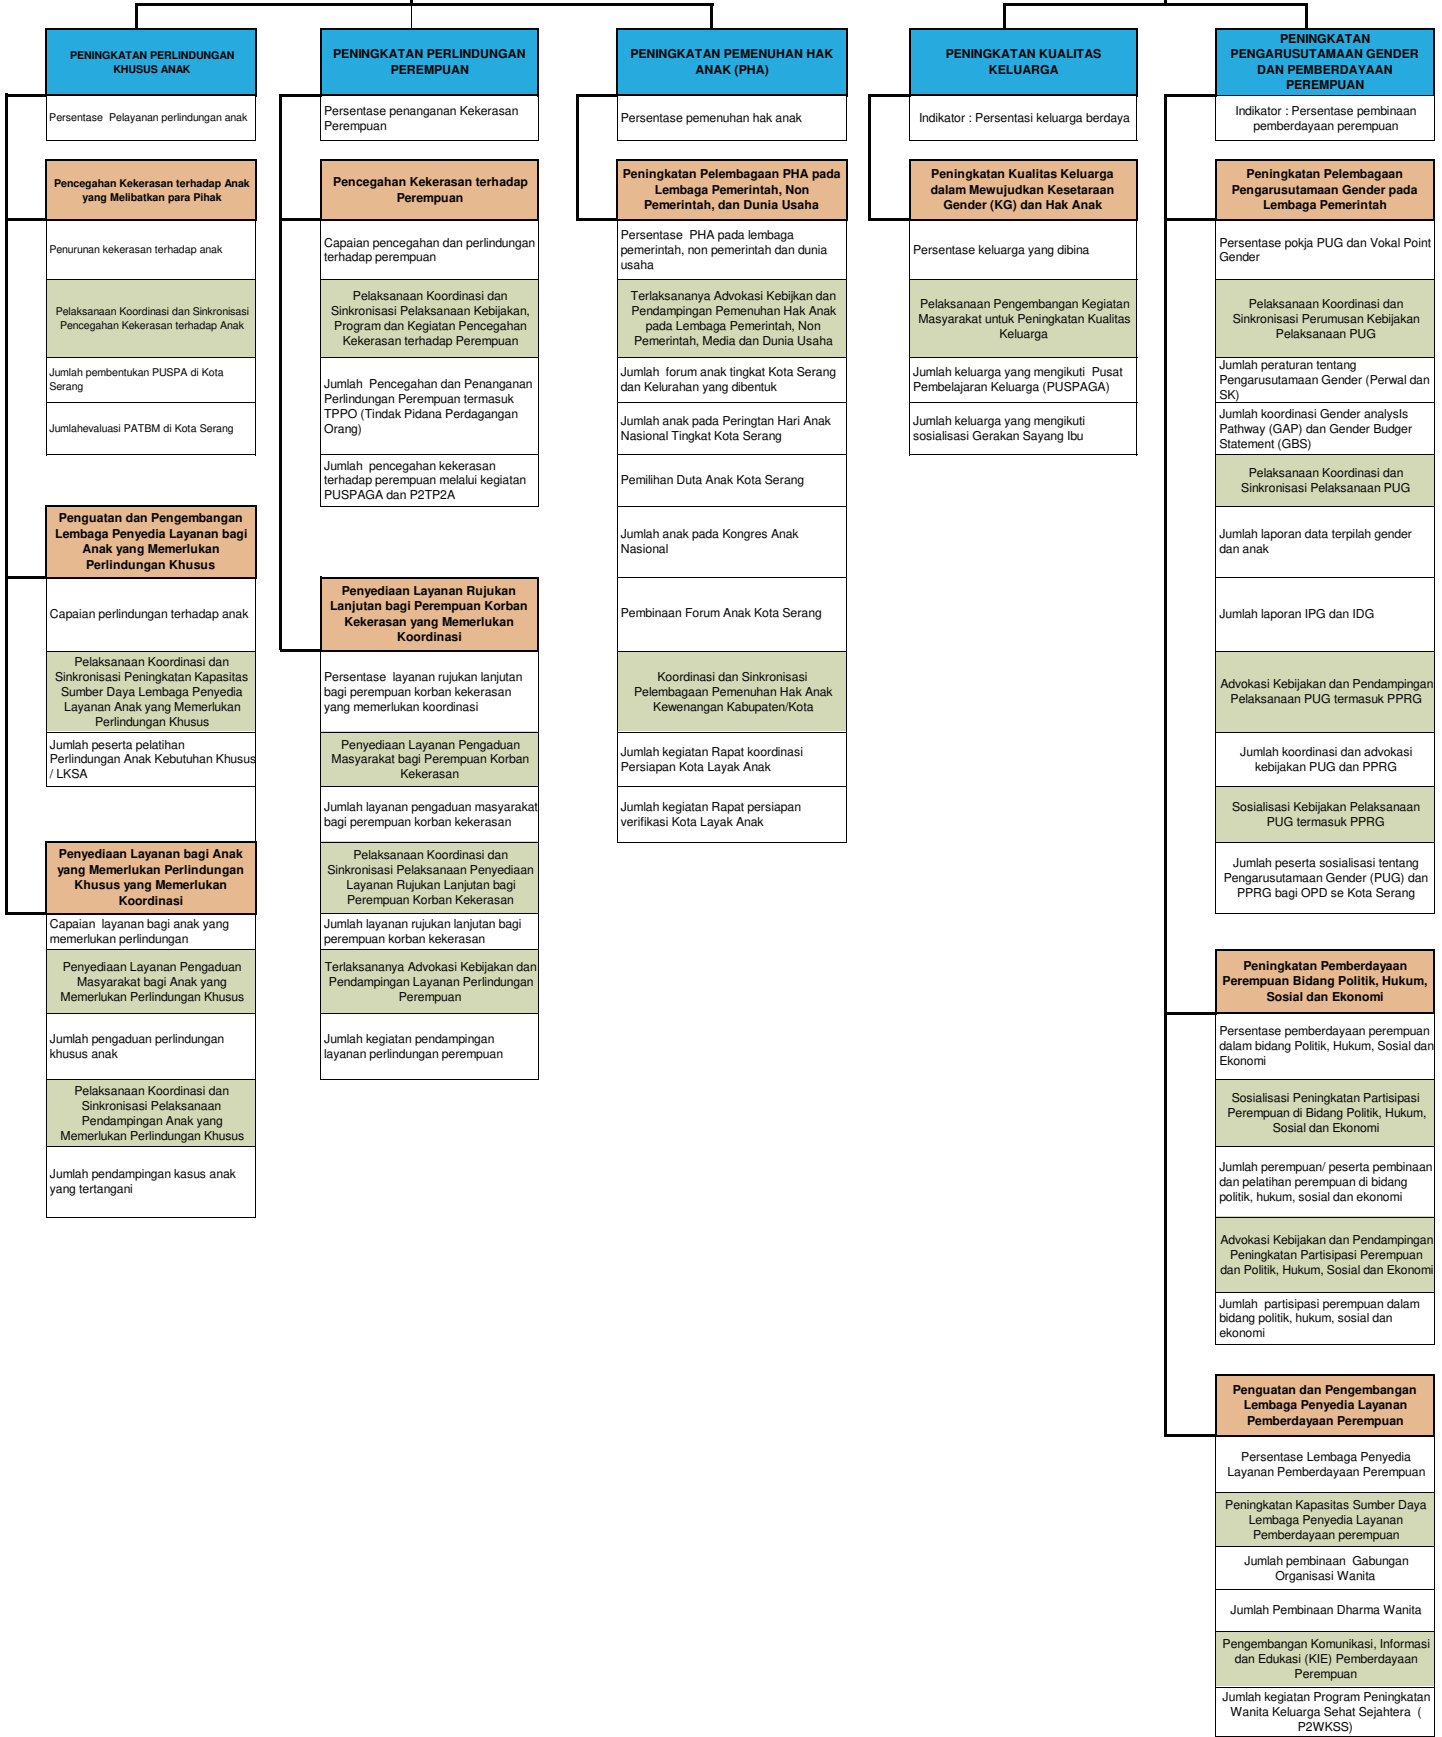 PENINGKATAN PERLINDUNGAN
KHUSUS ANAK
Persentase  Pelayanan perlindungan anak
Pencegahan Kekerasan terhadap Anak
yang Melibatkan para Pihak
Penurunan kekerasan terhadap anak
Pelaksanaan Koordinasi dan Sinkronisasi
Pencegahan Kekerasan terhadap Anak
Jumlah pembentukan PUSPA di Kota
Serang
Jumlahevaluasi PATBM di Kota Serang
Penguatan dan Pengembangan
Lembaga Penyedia Layanan bagi
Anak yang Memerlukan
Perlindungan Khusus
Capaian perlindungan terhadap anak
Pelaksanaan Koordinasi dan
Sinkronisasi Peningkatan Kapasitas
Sumber Daya Lembaga Penyedia
Layanan Anak yang Memerlukan
Perlindungan Khusus
Jumlah peserta pelatihan
Perlindungan Anak Kebutuhan Khusus
/ LKSA
Penyediaan Layanan bagi Anak
yang Memerlukan Perlindungan
Khusus yang Memerlukan
Koordinasi
Capaian  layanan bagi anak yang
memerlukan perlindungan
Penyediaan Layanan Pengaduan
Masyarakat bagi Anak yang
Memerlukan Perlindungan Khusus
Jumlah pengaduan perlindungan
khusus anak
Pelaksanaan Koordinasi dan
Sinkronisasi Pelaksanaan
Pendampingan Anak yang
Memerlukan Perlindungan Khusus
Jumlah pendampingan kasus anak
yang tertangani
PENINGKATAN PERLINDUNGAN
PEREMPUAN
Persentase penanganan Kekerasan
Perempuan
Pencegahan Kekerasan terhadap
Perempuan
Capaian pencegahan dan perlindungan
terhadap perempuan
Pelaksanaan Koordinasi dan
Sinkronisasi Pelaksanaan Kebijakan,
Program dan Kegiatan Pencegahan
Kekerasan terhadap Perempuan
Jumlah  Pencegahan dan Penanganan
Perlindungan Perempuan termasuk
TPPO (Tindak Pidana Perdagangan
Orang)
Jumlah  pencegahan kekerasan
terhadap perempuan melalui kegiatan
PUSPAGA dan P2TP2A
Penyediaan Layanan Rujukan
Lanjutan bagi Perempuan Korban
Kekerasan yang Memerlukan
Koordinasi
Persentase  layanan rujukan lanjutan
bagi perempuan korban kekerasan
yang memerlukan koordinasi
Penyediaan Layanan Pengaduan
Masyarakat bagi Perempuan Korban
Kekerasan
Jumlah layanan pengaduan masyarakat
bagi perempuan korban kekerasan
Pelaksanaan Koordinasi dan
Sinkronisasi Pelaksanaan Penyediaan
Layanan Rujukan Lanjutan bagi
Perempuan Korban Kekerasan
Jumlah layanan rujukan lanjutan bagi
perempuan korban kekerasan
Terlaksananya Advokasi Kebijakan dan
Pendampingan Layanan Perlindungan
Perempuan
Jumlah kegiatan pendampingan
layanan perlindungan perempuan
PENINGKATAN PEMENUHAN HAK
ANAK (PHA)
Persentase pemenuhan hak anak
Peningkatan Pelembagaan PHA pada
Lembaga Pemerintah, Non
Pemerintah, dan Dunia Usaha
Persentase  PHA pada lembaga
pemerintah, non pemerintah dan dunia
usaha
Terlaksananya Advokasi Kebijkan dan
Pendampingan Pemenuhan Hak Anak
pada Lembaga Pemerintah, Non
Pemerintah, Media dan Dunia Usaha
Jumlah  forum anak tingkat Kota Serang
dan Kelurahan yang dibentuk
Jumlah anak pada Peringtan Hari Anak
Nasional Tingkat Kota Serang
Pemilihan Duta Anak Kota Serang
Jumlah anak pada Kongres Anak
Nasional
Pembinaan Forum Anak Kota Serang
Koordinasi dan Sinkronisasi
Pelembagaan Pemenuhan Hak Anak
Kewenangan Kabupaten/Kota
Jumlah kegiatan Rapat koordinasi
Persiapan Kota Layak Anak
Jumlah kegiatan Rapat persiapan
verifikasi Kota Layak Anak
PENINGKATAN KUALITAS
KELUARGA
Indikator : Persentasi keluarga berdaya
Peningkatan Kualitas Keluarga
dalam Mewujudkan Kesetaraan
Gender (KG) dan Hak Anak
Persentase keluarga yang dibina
Pelaksanaan Pengembangan Kegiatan
Masyarakat untuk Peningkatan Kualitas
Keluarga
Jumlah keluarga yang mengikuti  Pusat
Pembelajaran Keluarga (PUSPAGA)
Jumlah keluarga yang mengikuti
sosialisasi Gerakan Sayang Ibu
PENINGKATAN
PENGARUSUTAMAAN GENDER
DAN PEMBERDAYAAN
PEREMPUAN
Indikator : Persentase pembinaan
pemberdayaan perempuan
Peningkatan Pelembagaan
Pengarusutamaan Gender pada
Lembaga Pemerintah
Persentase pokja PUG dan Vokal Point
Gender
Pelaksanaan Koordinasi dan
Sinkronisasi Perumusan Kebijakan
Pelaksanaan PUG
Jumlah peraturan tentang
Pengarusutamaan Gender (Perwal dan
SK)
Jumlah koordinasi Gender analysIs
Pathway (GAP) dan Gender Budger
Statement (GBS)
Pelaksanaan Koordinasi dan
Sinkronisasi Pelaksanaan PUG
Jumlah laporan data terpilah gender
dan anak
Jumlah laporan IPG dan IDG
Advokasi Kebijakan dan Pendampingan
Pelaksanaan PUG termasuk PPRG
Jumlah koordinasi dan advokasi
kebijakan PUG dan PPRG
Sosialisasi Kebijakan Pelaksanaan
PUG termasuk PPRG
Jumlah peserta sosialisasi tentang
Pengarusutamaan Gender (PUG) dan
PPRG bagi OPD se Kota Serang
Peningkatan Pemberdayaan
Perempuan Bidang Politik, Hukum,
Sosial dan Ekonomi
Persentase pemberdayaan perempuan
dalam bidang Politik, Hukum, Sosial dan
Ekonomi
Sosialisasi Peningkatan Partisipasi
Perempuan di Bidang Politik, Hukum,
Sosial dan Ekonomi
Jumlah perempuan/ peserta pembinaan
dan pelatihan perempuan di bidang
politik, hukum, sosial dan ekonomi
Advokasi Kebijakan dan Pendampingan
Peningkatan Partisipasi Perempuan
dan Politik, Hukum, Sosial dan Ekonomi
Jumlah  partisipasi perempuan dalam
bidang politik, hukum, sosial dan
ekonomi
Penguatan dan Pengembangan
Lembaga Penyedia Layanan
Pemberdayaan Perempuan
Persentase Lembaga Penyedia
Layanan Pemberdayaan Perempuan
Peningkatan Kapasitas Sumber Daya
Lembaga Penyedia Layanan
Pemberdayaan perempuan
Jumlah pembinaan  Gabungan
Organisasi Wanita
Jumlah Pembinaan Dharma Wanita
Pengembangan Komunikasi, Informasi
dan Edukasi (KIE) Pemberdayaan
Perempuan
Jumlah kegiatan Program Peningkatan
Wanita Keluarga Sehat Sejahtera  (
P2WKSS)